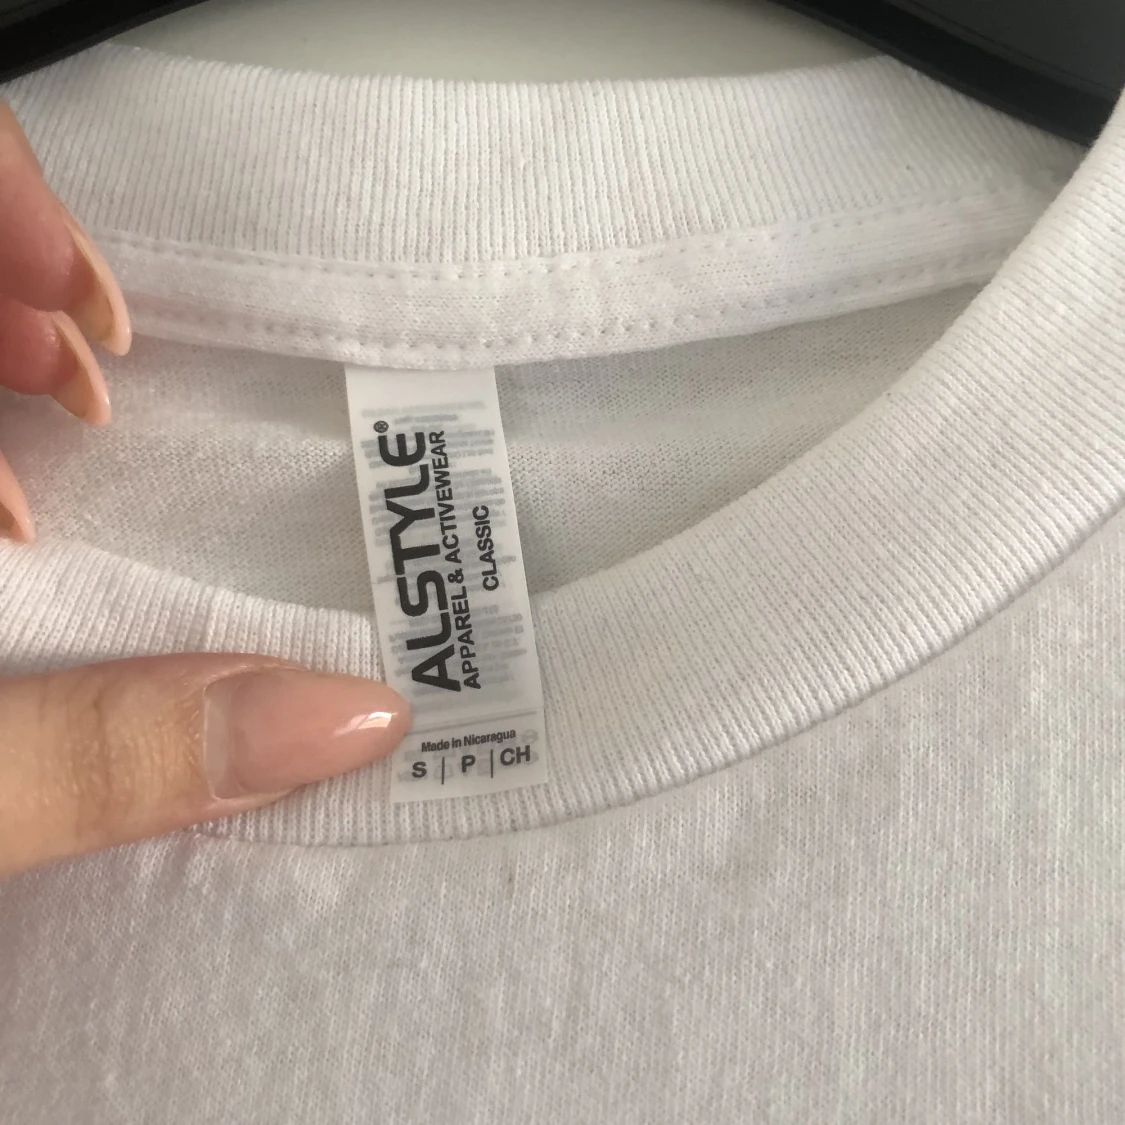 ALSTYLE®
APPAREL & ACTIVEWEAR
CLASSIC
Made in Nicaragua
S | P | CH